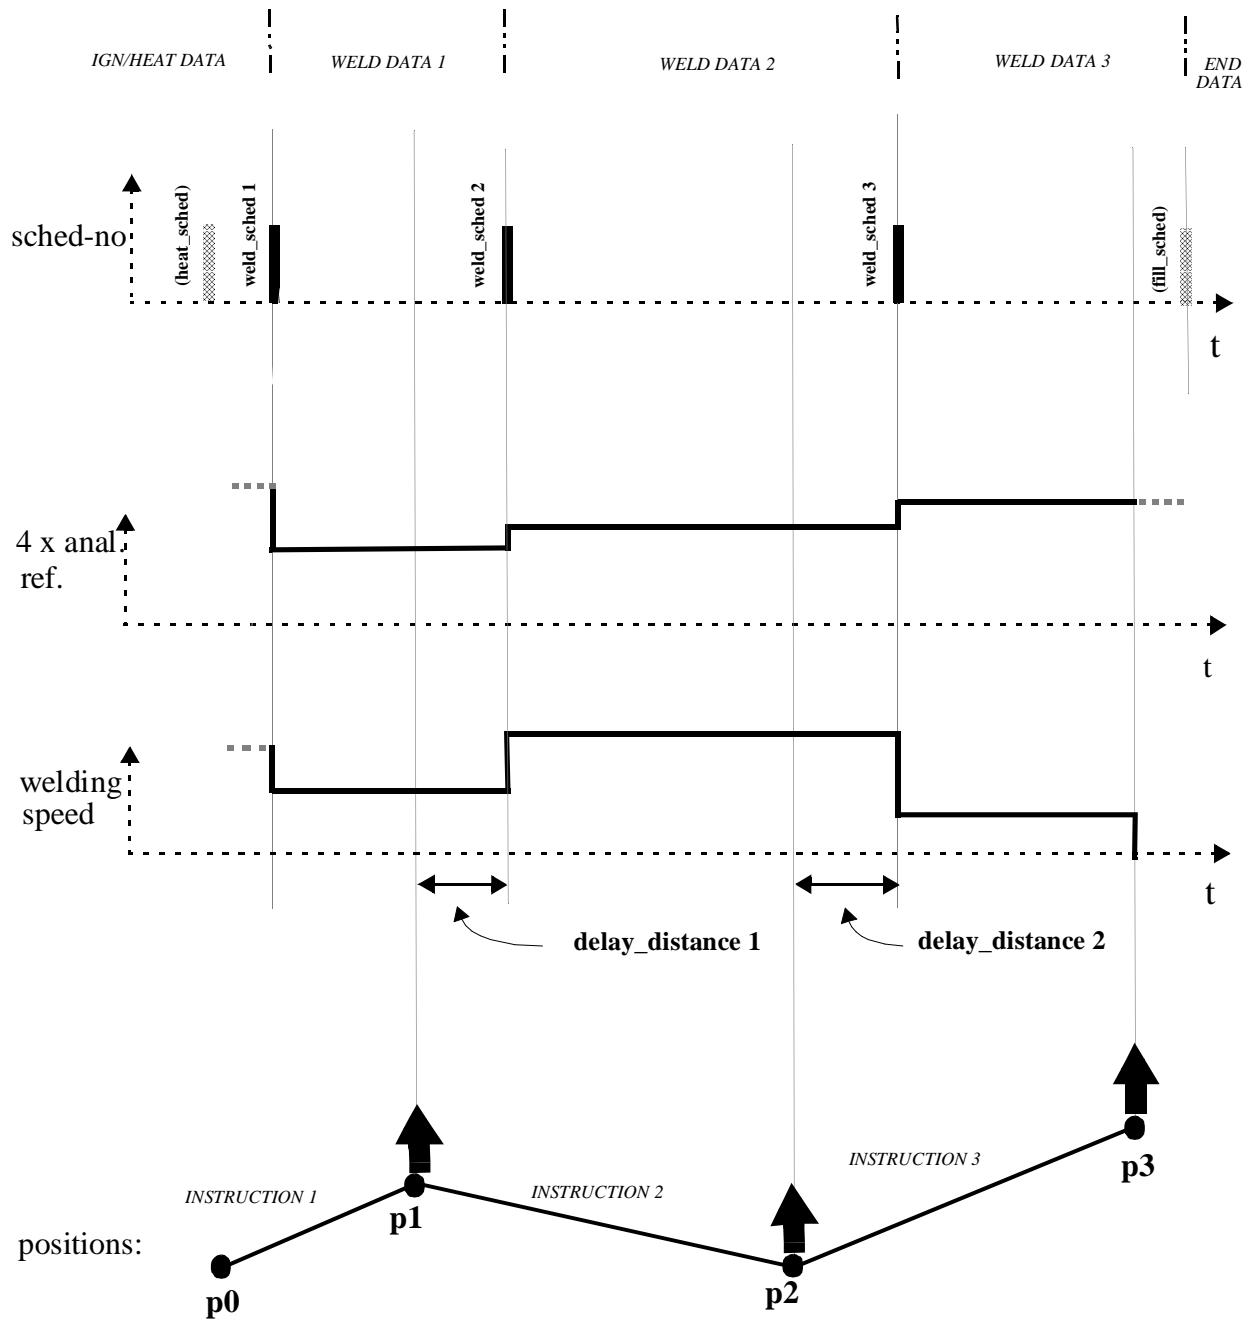 IGN/HEAT DATA
WELD DATA 1
WELD DATA 2
WELD DATA 3
END
DATA
sched-no
(heat_sched)
weld_sched 1
weld_sched 2
weld_sched 3
(fill_sched)
t
4 x anal.
ref.
t
welding
speed
t
delay_distance 1
delay_distance 2
INSTRUCTION 1
INSTRUCTION 2
INSTRUCTION 3
positions:
p0
p1
p2
p3